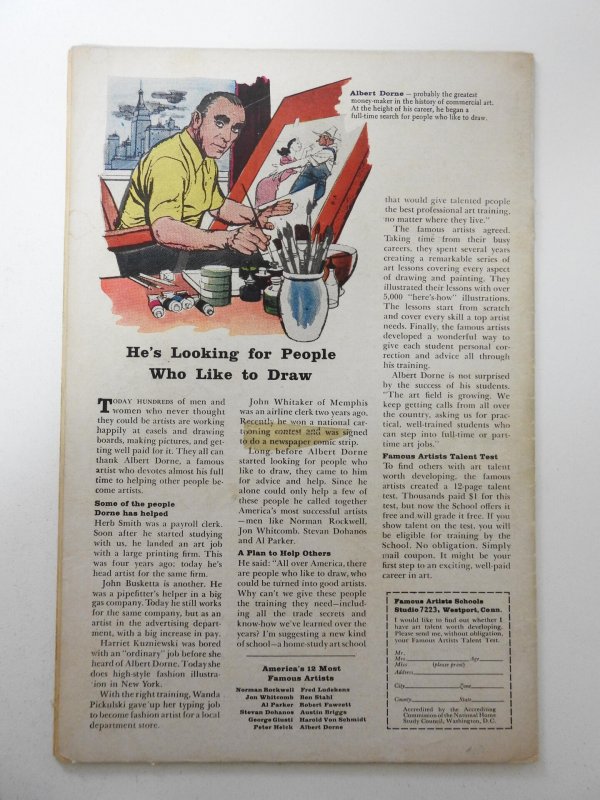 Albert Dorne — probably the greatest
money-maker in the history of commercial art.
At the height of his career, he began a
full-time search for people who like to draw.
He's Looking for People
Who Like to Draw
TODAY HUNDREDS of men and
women who never thought
they could be artists are working
happily at easels and drawing
boards, making pictures, and get-
ting well paid for it. They all can
thank Albert Dorne, a famous
artist who devotes almost his full
time to helping other people be-
come artists.
Some of the people
Dorne has helped
Herb Smith was a payroll clerk.
Soon after he started studying
with us, he landed an art job
with a large printing firm. This
was four years ago; today he's
head artist for the same firm.
John Busketta is another. He
was a pipefitter's helper in a big
gas company. Today he still works
for the same company, but as an
artist in the advertising depart-
ment, with a big increase in pay.
Harriet Kuzniewski was bored
with an "ordinary" job before she
heard of Albert Dorne. Today she
does high-style fashion illustra-
ion in New York.
With the right training, Wanda
Pickulski gave up her typing job
to become fashion artist for a local
department store.
John Whitaker of Memphis
was an airline clerk two years ago.
Recently he won a national car-
tooning contest and was signed
to do a newspaper comic strip.
Long before Albert Dorne
started looking for people who
like to draw, they came to him
for advice and help. Since he
alone could only help a few of
these people he called together
America's most successful artists
—men like Norman Rockwell,
Jon Whitcomb, Stevan Dohanos
and Al Parker.
A Plan to Help Others
He said: "All over America, there
are people who like to draw, who
could be turned into good artists.
Why can't we give these people
the training they need—includ-
ing all the trade secrets and
know-how we've learned over the
years? I'm suggesting a new kind
of school—a home-study art school
America's 12 Most
Famous Artists
Norman Rockwell Fred Ludekens
Jon Whitcomb Ben Stahl
Al Parker Robert Fawcett
Stevan Dohanos Austin Briggs
George Giusti Harold Von Schmidt
Peter Helck Albert Dorne
that would give talented people
the best professional art training,
no matter where they live."
The famous artists agreed.
Taking time from their busy
careers, they spent several years
creating a remarkable series of
art lessons covering every aspect
of drawing and painting. They
illustrated their lessons with over
5,000 "here's-how" illustrations.
The lessons start from scratch
and cover every skill a top artist
needs. Finally, the famous artists
developed a wonderful way to
give each student personal cor-
rection and advice all through
his training.
Albert Dorne is not surprised
by the success of his students.
"The art field is growing. We
keep getting calls from all over
the country, asking us for prac-
tical, well-trained students who
can step into full-time or part-
time art jobs."
Famous Artists Talent Test
To find others with art talent
worth developing, the famous
artists created a 12-page talent
test. Thousands paid $1 for this
test, but now the School offers it
free and will grade it free. If you
show talent on the test, you will
be eligible for training by the
School. No obligation. Simply
mail coupon. It might be your
first step to an exciting, well-paid
career in art.
Famous Artists Schools
Studio 7223, Westport, Conn.
I would like to find out whether I
have art talent worth developing.
Please send me, without obligation,
your Famous Artists Talent Test.
Mr.
Mrs. Age
Miss (please print)
Address
City Zone
County State
Accredited by the Accrediting
Commission of the National Home
Study Council, Washington, D.C.